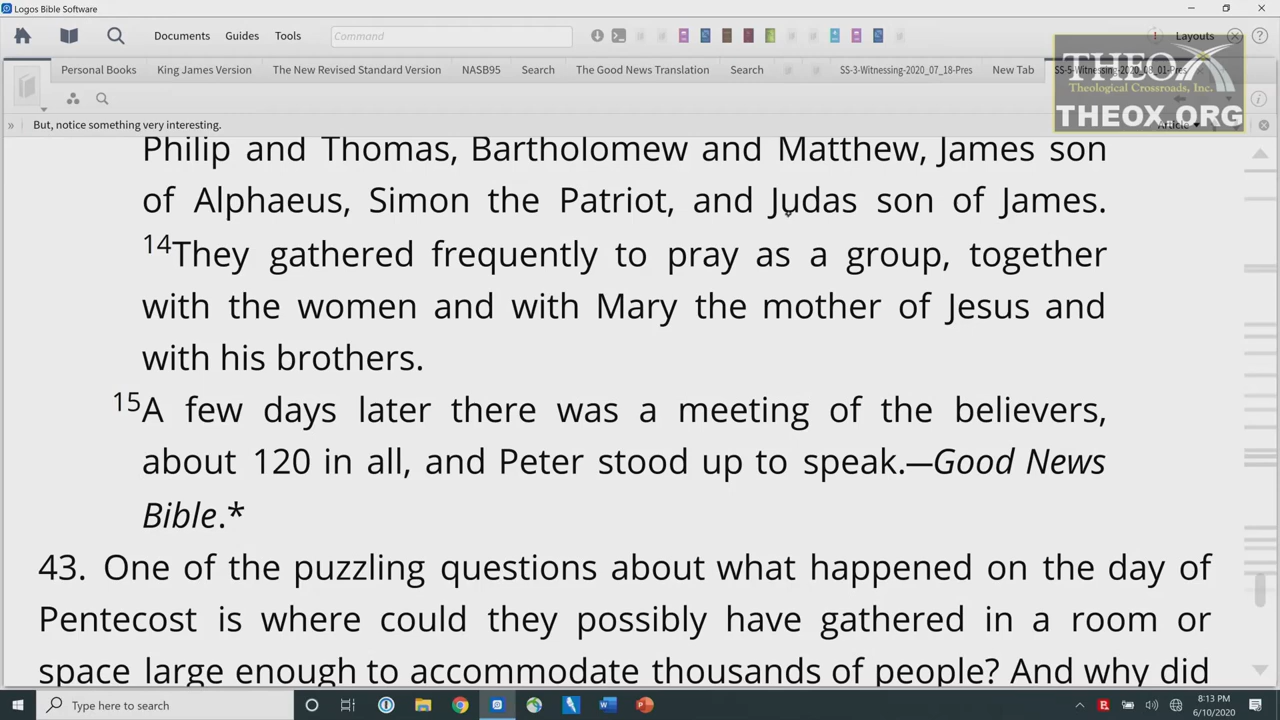 Logos Bible Software
Documents Guides Tools Command Layouts
Personal Books King James Version The New Revised Search The Good News Translation Search SS-3-Witnessing-2020_07_18-Pres New Tab SS-5-Witnessing-2020_08_01-Pres
THEOX
Theological Crossroads, Inc.
THEOX.ORG
» But, notice something very interesting. Article
Philip and Thomas, Bartholomew and Matthew, James son
of Alphaeus, Simon the Patriot, and Judas son of James.
14They gathered frequently to pray as a group, together
with the women and with Mary the mother of Jesus and
with his brothers.
15A few days later there was a meeting of the believers,
about 120 in all, and Peter stood up to speak.—Good News
Bible.*
43. One of the puzzling questions about what happened on the day of
Pentecost is where could they possibly have gathered in a room or
space large enough to accommodate thousands of people? And why did
Type here to search
8:13 PM
6/10/2020